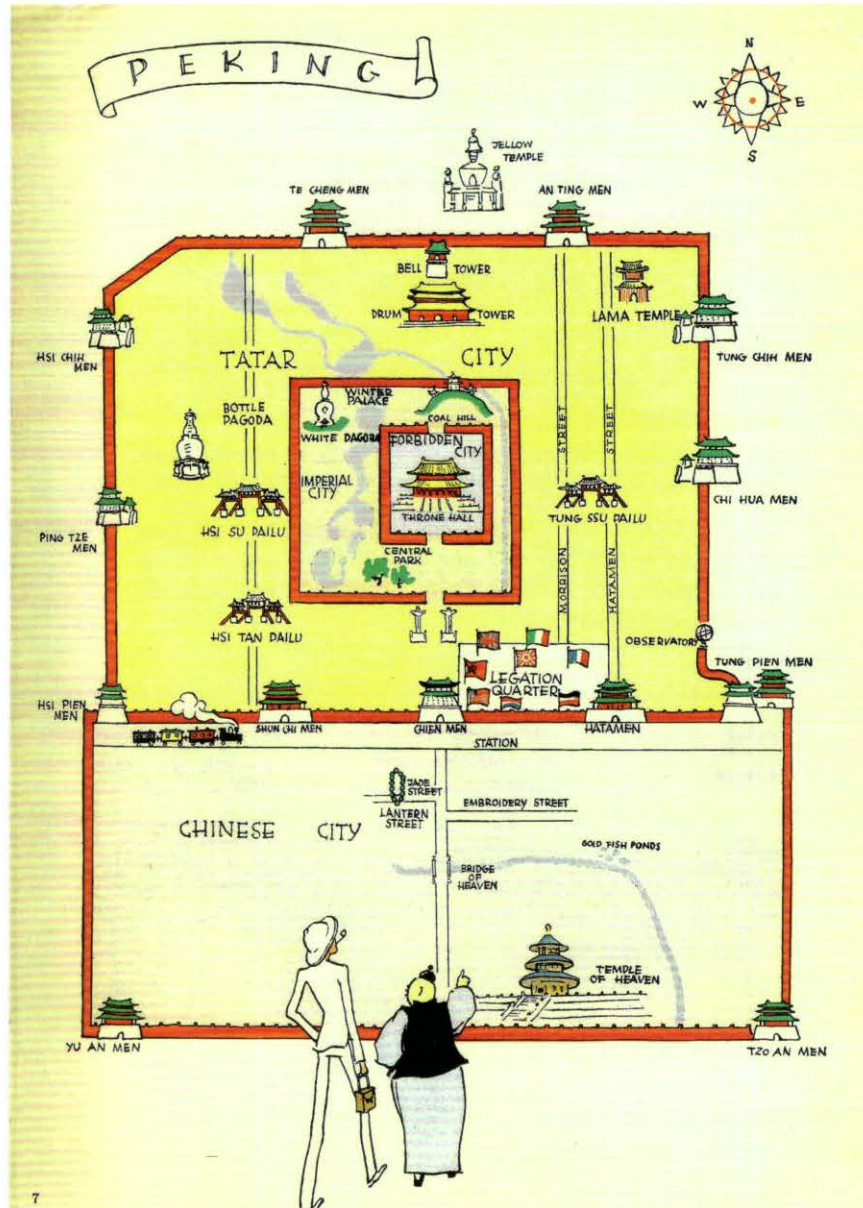 PEKING
N
W E
S
JELLOW
TEMPLE
TE CHENG MEN
AN TING MEN
BELL TOWER
DRUM TOWER
LAMA TEMPLE
HSI CHIH
MEN
TATAR CITY
TUNG CHIH MEN
BOTTLE
PAGODA
WINTER
PALACE
WHITE PAGODA
COAL HILL
FORBIDDEN
CITY
STREET
STREET
IMPERIAL
CITY
THRONE HALL
HSI SU PAILU
TUNG SSU PAILU
CHI HUA MEN
PING TZE
MEN
CENTRAL
PARK
MORRISON
HATAMEN
HSI TAN PAILU
OBSERVATORY
TUNG PIEN MEN
LEGATION
QUARTER
HSI PIEN
MEN
SHUN CHI MEN
CHIEN MEN
HATAMEN
STATION
JADE
STREET
LANTERN
STREET
EMBROIDERY STREET
CHINESE CITY
GOLD FISH PONDS
BRIDGE
OF
HEAVEN
TEMPLE
OF HEAVEN
YU AN MEN
TZO AN MEN
7